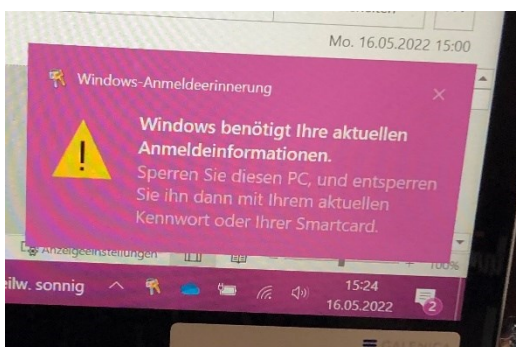 Mo. 16.05.2022 15:00
Windows-Anmeldeerinnerung
Windows benötigt Ihre aktuellen
Anmeldeinformationen.
Sperren Sie diesen PC, und entsperren
Sie ihn dann mit Ihrem aktuellen
Kennwort oder Ihrer Smartcard.
Anzeigeeinstellungen
100%
eilw. sonnig
15:24
16.05.2022
2